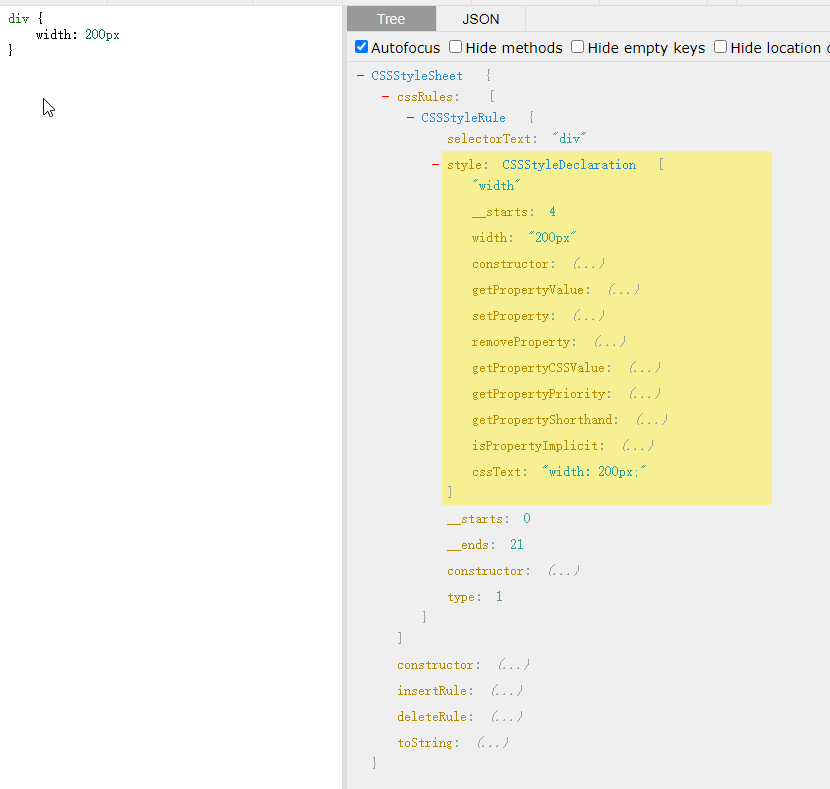 div {
    width: 200px
}
Tree JSON
Autofocus Hide methods Hide empty keys Hide location
− CSSStyleSheet {
− cssRules: [
− CSSStyleRule {
selectorText: "div"
− style: CSSStyleDeclaration [
"width"
__starts: 4
width: "200px"
constructor: (...)
getPropertyValue: (...)
setProperty: (...)
removeProperty: (...)
getPropertyCSSValue: (...)
getPropertyPriority: (...)
getPropertyShorthand: (...)
isPropertyImplicit: (...)
cssText: "width: 200px;"
]
__starts: 0
__ends: 21
constructor: (...)
type: 1
}
]
constructor: (...)
insertRule: (...)
deleteRule: (...)
toString: (...)
}